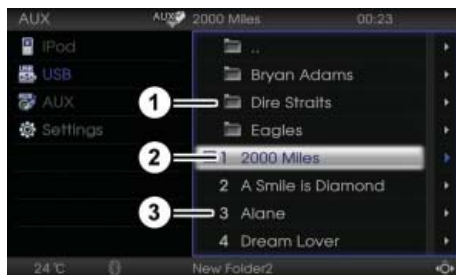 AUX AUX 2000 Miles 00:23
iPod
USB
AUX
Settings
..
Bryan Adams
1 Dire Straits
Eagles
2 1 2000 Miles
2 A Smile is Diamond
3 3 Alane
4 Dream Lover
24°C New Folder2